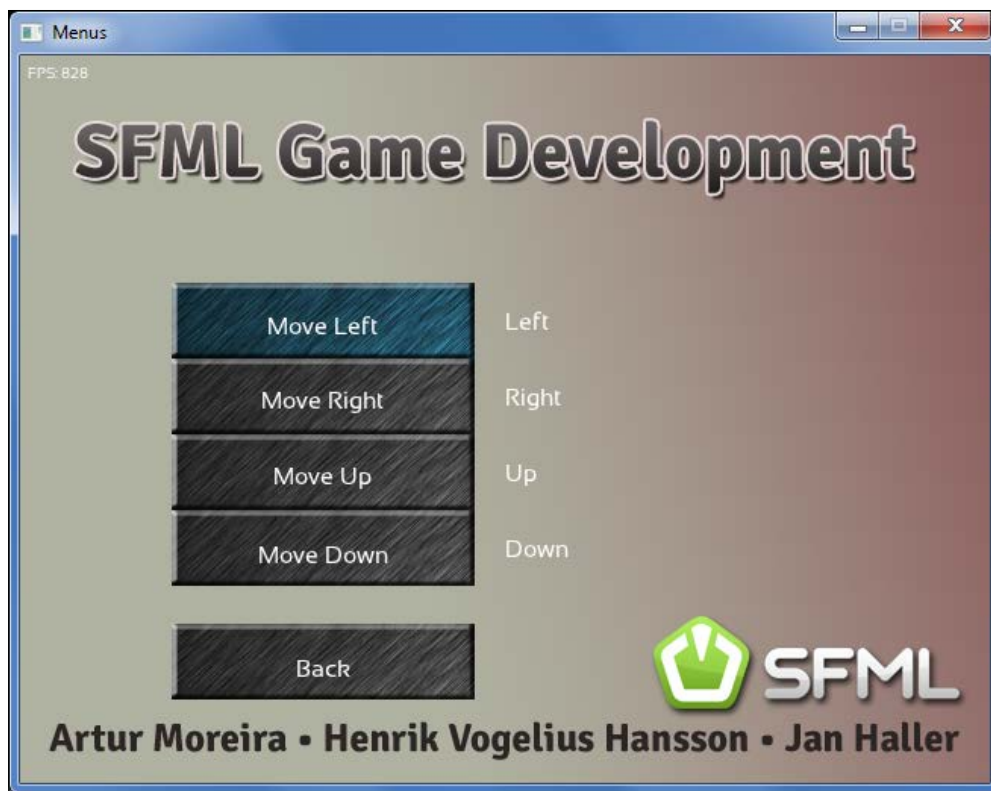 Menus
FPS: 828
SFML Game Development
Move Left
Left
Move Right
Right
Move Up
Up
Move Down
Down
Back
SFML
Artur Moreira • Henrik Vogelius Hansson • Jan Haller